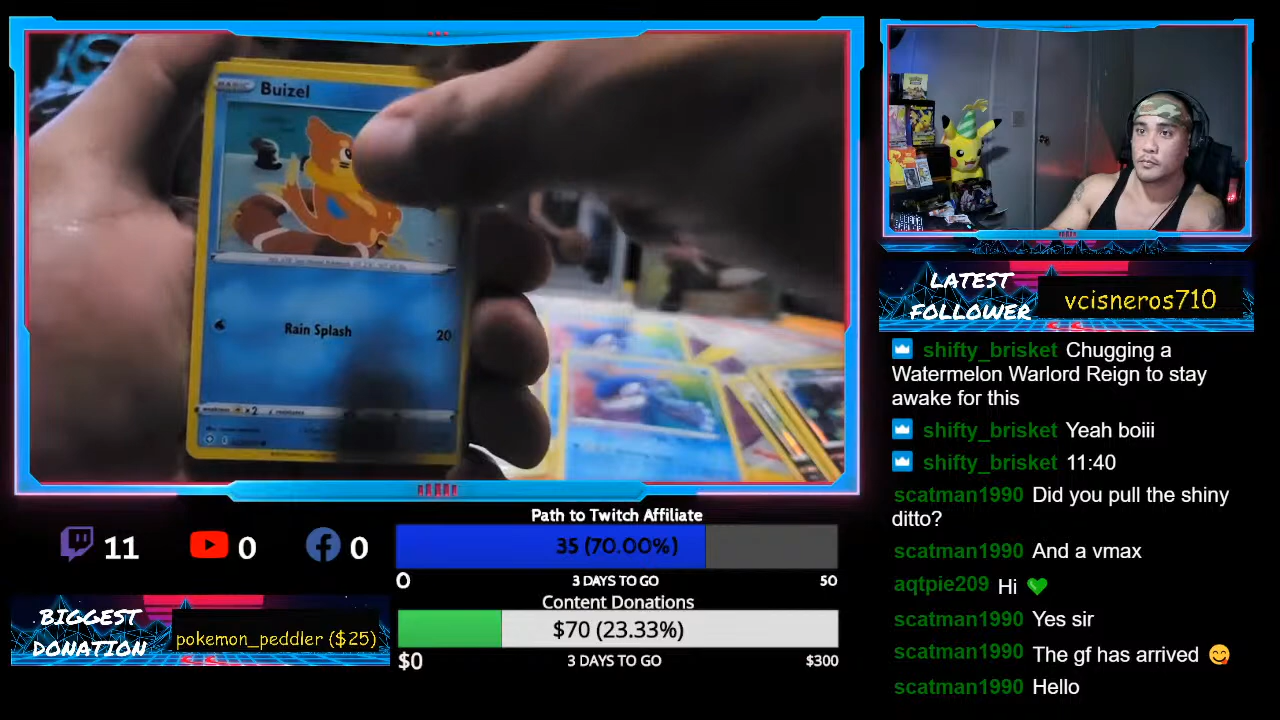 BASIC Buizel
Rain Splash 20
weakness ×2 resistance
LATEST
FOLLOWER
vcisneros710
shifty_brisket Chugging a
Watermelon Warlord Reign to stay
awake for this
shifty_brisket Yeah boiii
shifty_brisket 11:40
scatman1990 Did you pull the shiny
ditto?
scatman1990 And a vmax
aqtpie209 Hi 💚
scatman1990 Yes sir
scatman1990 The gf has arrived 😋
scatman1990 Hello
11 0 0
Path to Twitch Affiliate
35 (70.00%)
0 3 DAYS TO GO 50
Content Donations
$70 (23.33%)
$0 3 DAYS TO GO $300
BIGGEST
DONATION
pokemon_peddler ($25)